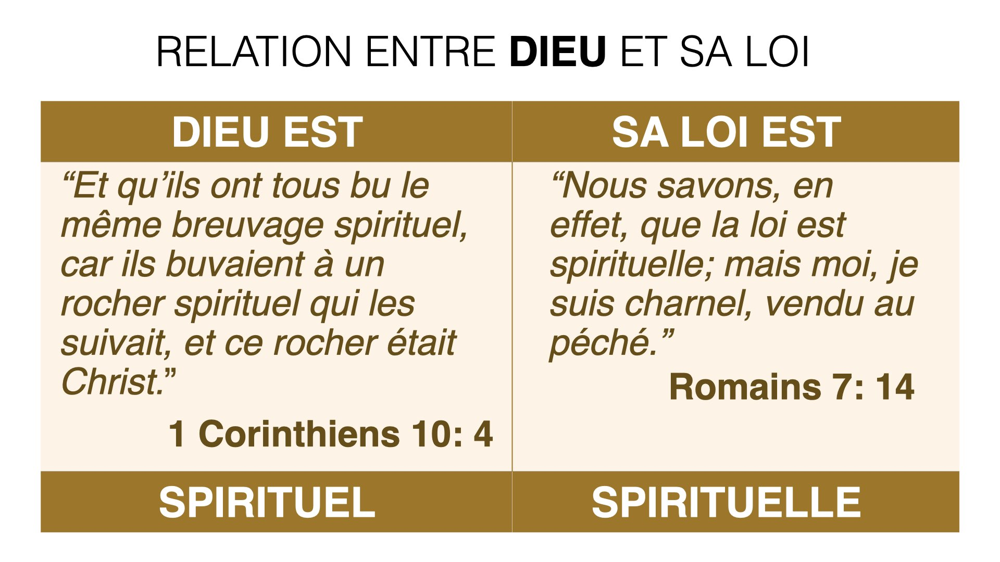 RELATION ENTRE DIEU ET SA LOI
DIEU EST
“Et qu’ils ont tous bu le
même breuvage spirituel,
car ils buvaient à un
rocher spirituel qui les
suivait, et ce rocher était
Christ.”
1 Corinthiens 10: 4
SPIRITUEL
SA LOI EST
“Nous savons, en
effet, que la loi est
spirituelle; mais moi, je
suis charnel, vendu au
péché.”
Romains 7: 14
SPIRITUELLE